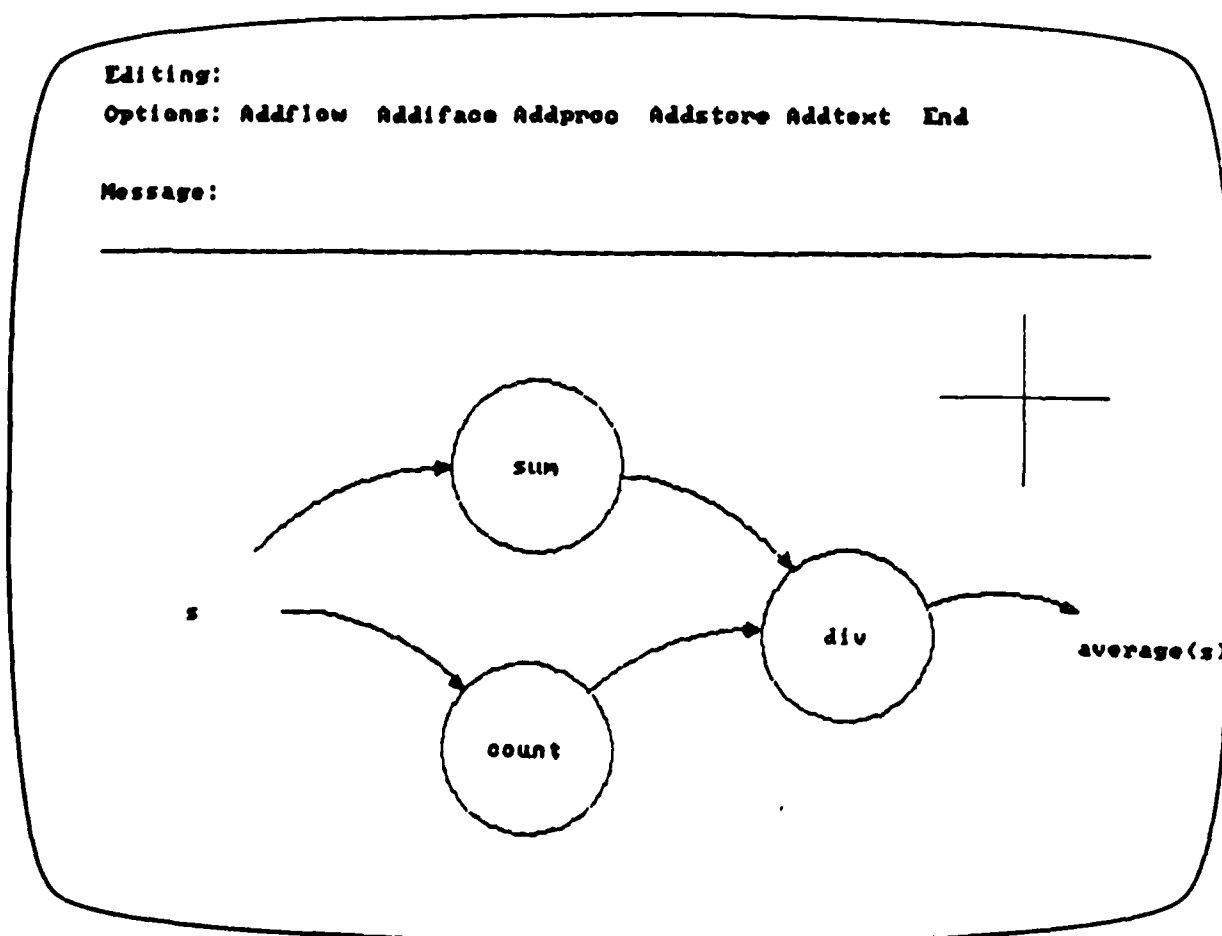 Editing:
Options: Addflow Addiface Addproc Addstore Addtext End
Message:
sum
s
div
average(s)
count